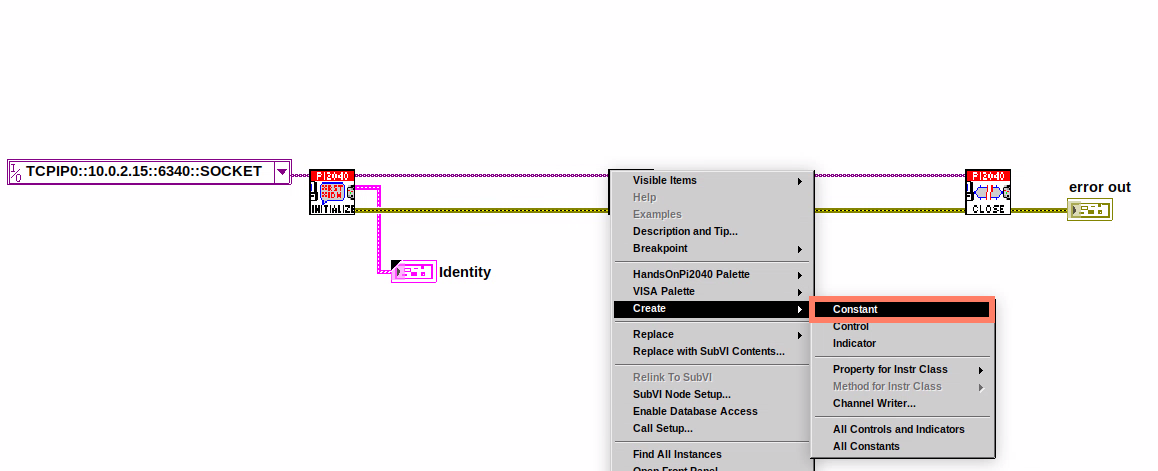 TCPIP0::10.0.2.15::6340::SOCKET
PI2040
INITIALIZE
Identity
PI2040
CLOSE
error out
Visible Items
Help
Examples
Description and Tip...
Breakpoint
HandsOnPi2040 Palette
VISA Palette
Create
Replace
Replace with SubVI Contents...
Relink To SubVI
SubVI Node Setup...
Enable Database Access
Call Setup...
Find All Instances
Open Front Panel
Constant
Control
Indicator
Property for Instr Class
Method for Instr Class
Channel Writer...
All Controls and Indicators
All Constants